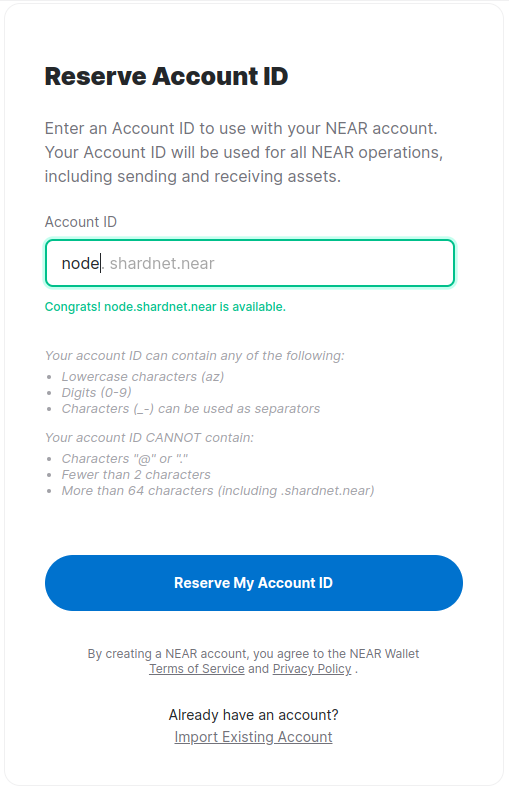 Reserve Account ID
Enter an Account ID to use with your NEAR account.
Your Account ID will be used for all NEAR operations,
including sending and receiving assets.
Account ID
node. shardnet.near
Congrats! node.shardnet.near is available.
Your account ID can contain any of the following:
• Lowercase characters (az)
• Digits (0-9)
• Characters (_-) can be used as separators
Your account ID CANNOT contain:
• Characters "@" or "."
• Fewer than 2 characters
• More than 64 characters (including .shardnet.near)
Reserve My Account ID
By creating a NEAR account, you agree to the NEAR Wallet
Terms of Service and Privacy Policy .
Already have an account?
Import Existing Account